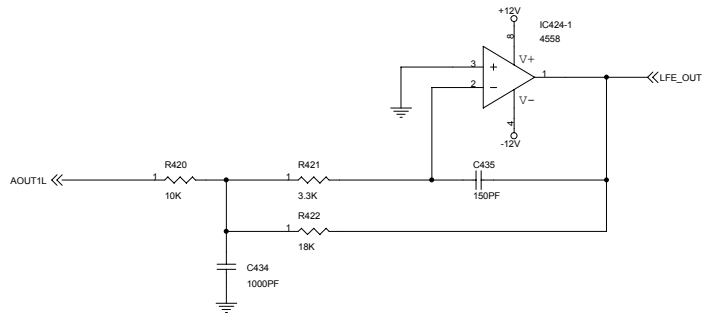 +12V
IC424-1
4558
8
V+
3
+
1
LFE_OUT
2
−
V−
4
-12V
R420
R421
C435
AOUT1L
1
1
10K
3.3K
150PF
R422
1
18K
C434
1000PF